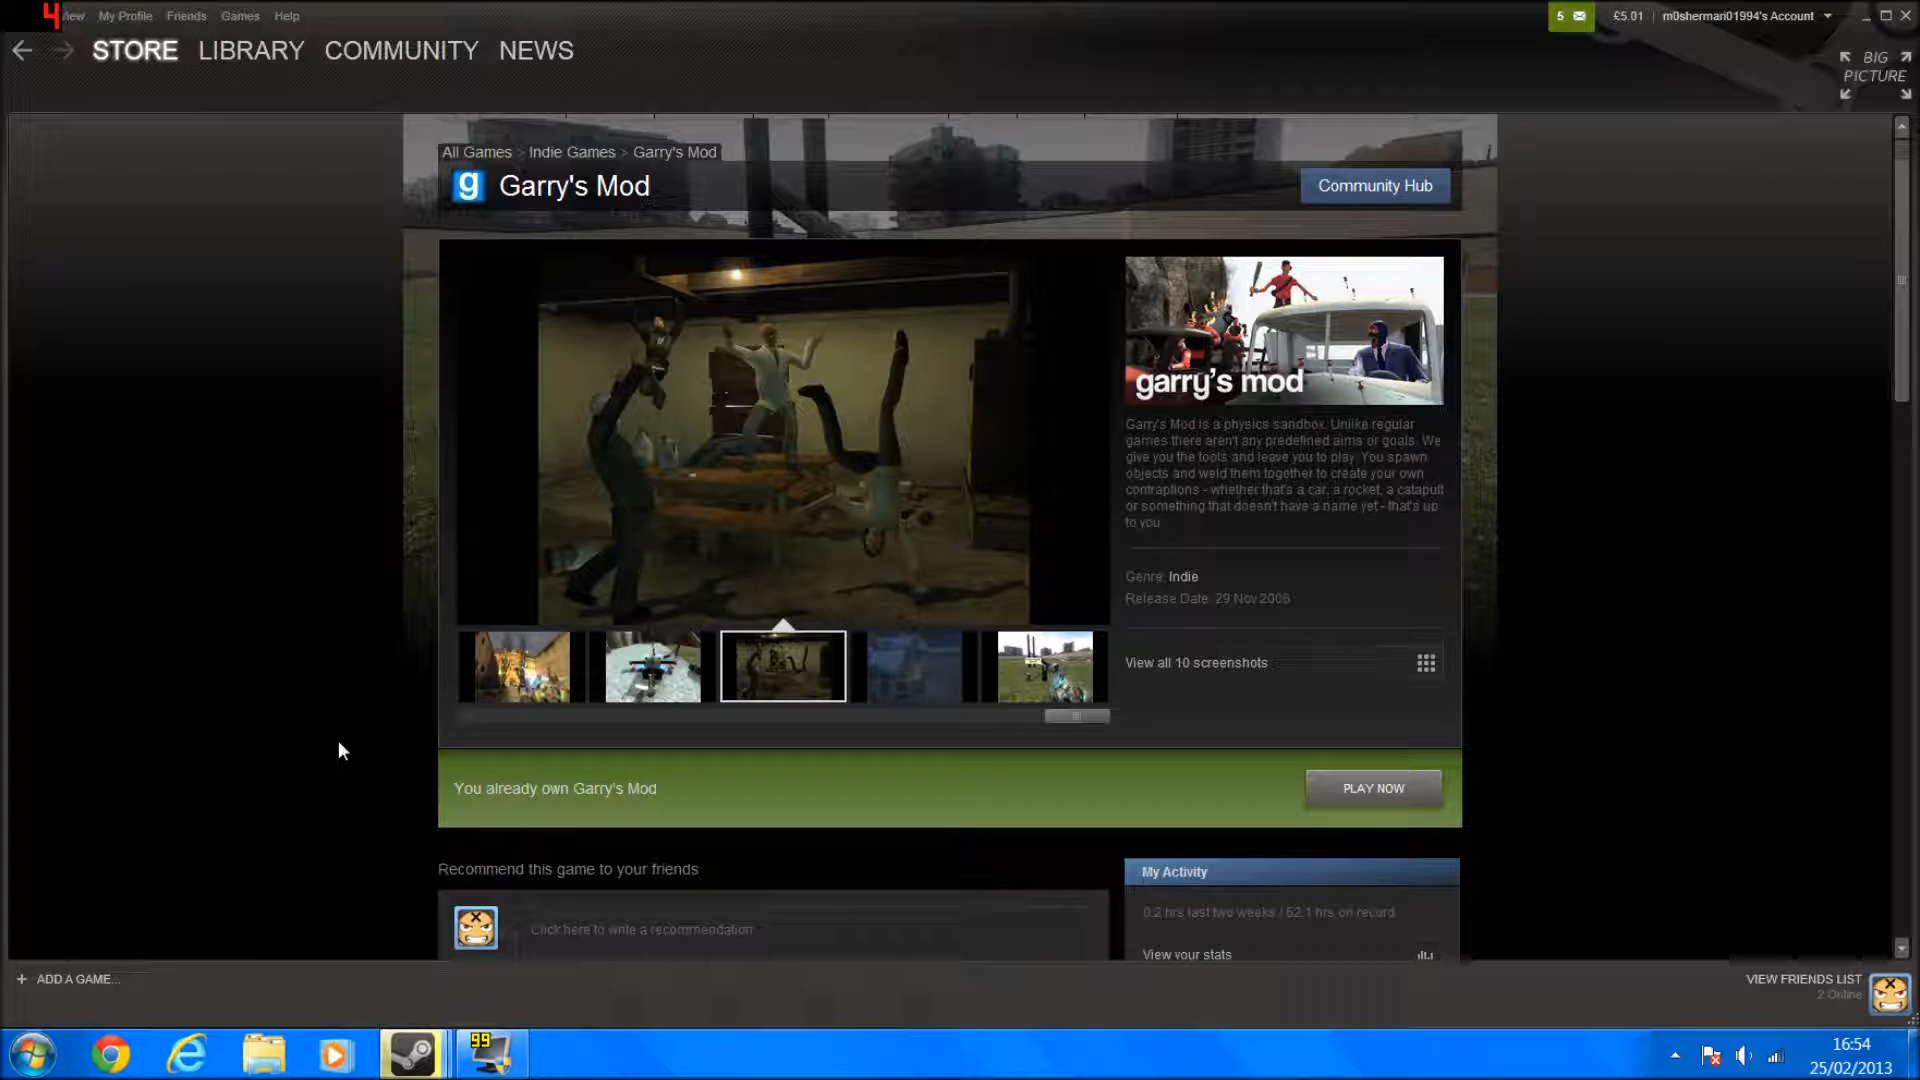 4
View My Profile Friends Games Help
5 £5.01 m0shermari01994's Account
STORE LIBRARY COMMUNITY NEWS
BIG
PICTURE
All Games > Indie Games > Garry's Mod
g Garry's Mod
Community Hub
garry's mod
Garry's Mod is a physics sandbox. Unlike regular
games there aren't any predefined aims or goals. We
give you the tools and leave you to play. You spawn
objects and weld them together to create your own
contraptions - whether that's a car, a rocket, a catapult
or something that doesn't have a name yet - that's up
to you
Genre: Indie
Release Date: 29 Nov 2006
View all 10 screenshots
You already own Garry's Mod
PLAY NOW
Recommend this game to your friends
Click here to write a recommendation
My Activity
0.2 hrs last two weeks / 52.1 hrs on record
View your stats
+ ADD A GAME...
VIEW FRIENDS LIST
2 Online
99
16:54
25/02/2013